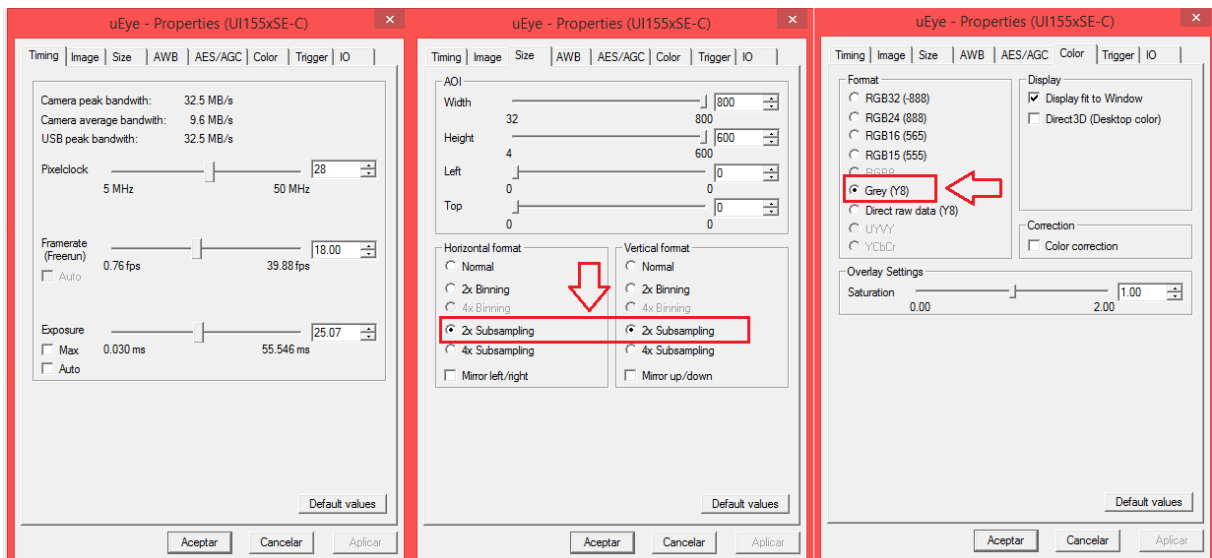 uEye - Properties (UI155xSE-C)
Timing Image Size AWB AES/AGC Color Trigger IO
Camera peak bandwith: 32.5 MB/s
Camera average bandwith: 9.6 MB/s
USB peak bandwith: 32.5 MB/s
Pixelclock 28
5 MHz 50 MHz
Framerate 18.00
(Freerun)
0.76 fps 39.88 fps
Auto
Exposure 25.07
Max 0.030 ms 55.546 ms
Auto
Default values
Aceptar Cancelar Aplicar
uEye - Properties (UI155xSE-C)
Timing Image Size AWB AES/AGC Color Trigger IO
AOI
Width 800
32 800
Height 600
4 600
Left 0
0 0
Top 0
0 0
Horizontal format
Normal
2x Binning
4x Binning
2x Subsampling
4x Subsampling
Mirror left/right
Vertical format
Normal
2x Binning
4x Binning
2x Subsampling
4x Subsampling
Mirror up/down
Default values
Aceptar Cancelar Aplicar
uEye - Properties (UI155xSE-C)
Timing Image Size AWB AES/AGC Color Trigger IO
Format
RGB32 (-888)
RGB24 (888)
RGB16 (565)
RGB15 (555)
RGB8
Grey (Y8)
Direct raw data (Y8)
UYVY
YCbCr
Display
Display fit to Window
Direct3D (Desktop color)
Correction
Color correction
Overlay Settings
Saturation 1.00
0.00 2.00
Default values
Aceptar Cancelar Aplicar